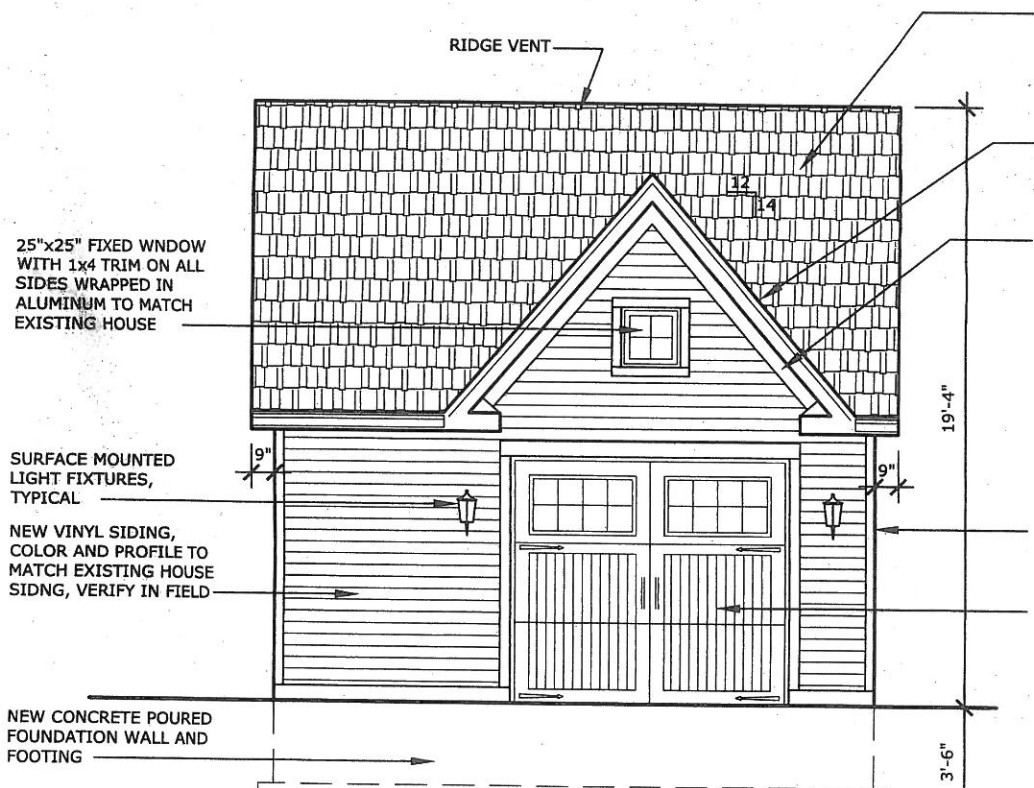 RIDGE VENT
12
14
25"x25" FIXED WNDOW
WITH 1x4 TRIM ON ALL
SIDES WRAPPED IN
ALUMINUM TO MATCH
EXISTING HOUSE
19'-4"
9"
9"
SURFACE MOUNTED
LIGHT FIXTURES,
TYPICAL
NEW VINYL SIDING,
COLOR AND PROFILE TO
MATCH EXISTING HOUSE
SIDNG, VERIFY IN FIELD
NEW CONCRETE POURED
FOUNDATION WALL AND
FOOTING
3'-6"